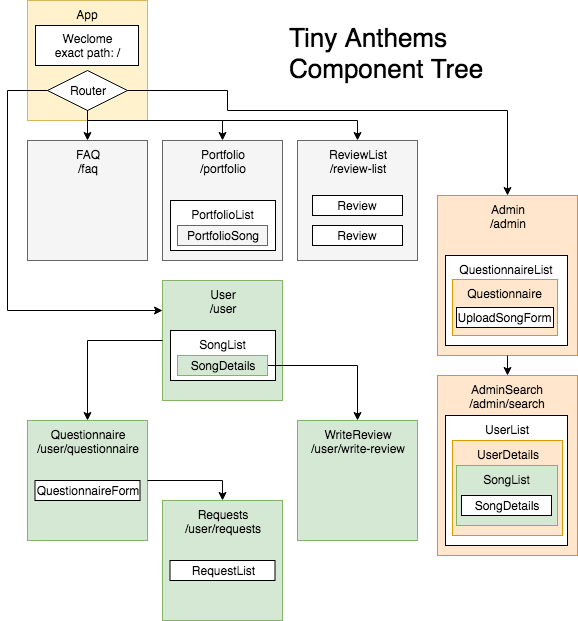 App
Weclome
exact path: /
Router
Tiny Anthems
Component Tree
FAQ
/faq
Portfolio
/portfolio
PortfolioList
PortfolioSong
ReviewList
/review-list
Review
Review
Admin
/admin
QuestionnaireList
Questionnaire
UploadSongForm
User
/user
SongList
SongDetails
AdminSearch
/admin/search
UserList
UserDetails
SongList
SongDetails
Questionnaire
/user/questionnaire
QuestionnaireForm
WriteReview
/user/write-review
Requests
/user/requests
RequestList